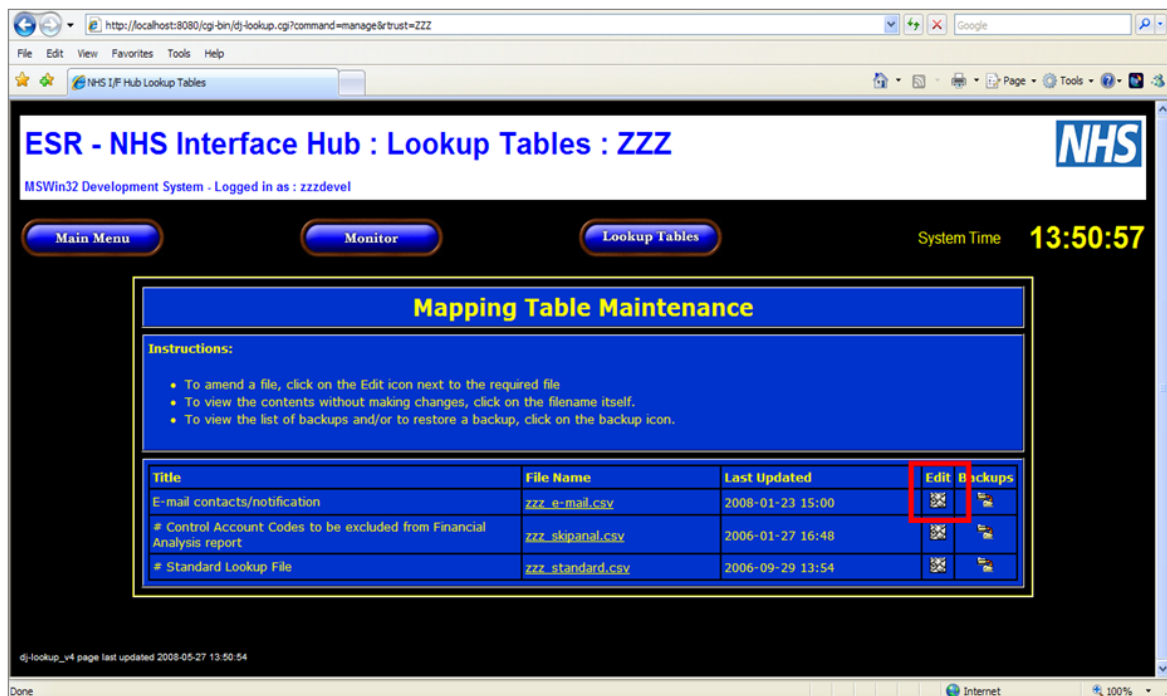 http://localhost:8080/cgi-bin/dj-lookup.cgi?command=manage&trust=ZZZ
Google
File Edit View Favorites Tools Help
NHS I/F Hub Lookup Tables
Page Tools
ESR - NHS Interface Hub : Lookup Tables : ZZZ
NHS
MSWin32 Development System - Logged in as : zzzdevel
Main Menu Monitor Lookup Tables System Time 13:50:57
Mapping Table Maintenance
Instructions:
• To amend a file, click on the Edit icon next to the required file
• To view the contents without making changes, click on the filename itself.
• To view the list of backups and/or to restore a backup, click on the backup icon.
Title File Name Last Updated Edit Backups
E-mail contacts/notification zzz_e-mail.csv 2008-01-23 15:00
# Control Account Codes to be excluded from Financial
Analysis report zzz_skipanal.csv 2006-01-27 16:48
# Standard Lookup File zzz_standard.csv 2006-09-29 13:54
dj-lookup_v4 page last updated 2008-05-27 13:50:54
Done Internet 100%